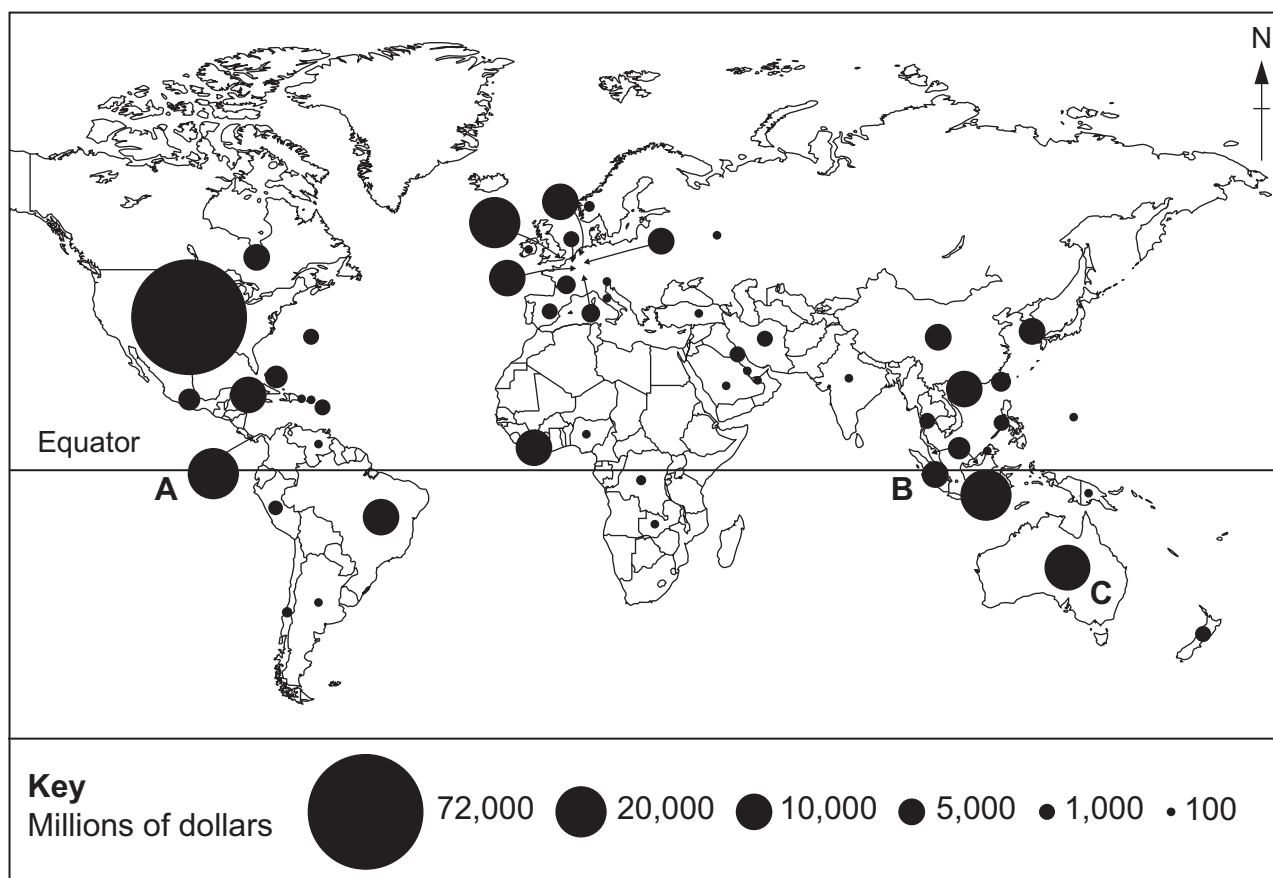 N
Equator
A
B
C
Key
Millions of dollars
72,000
20,000
10,000
5,000
1,000
100